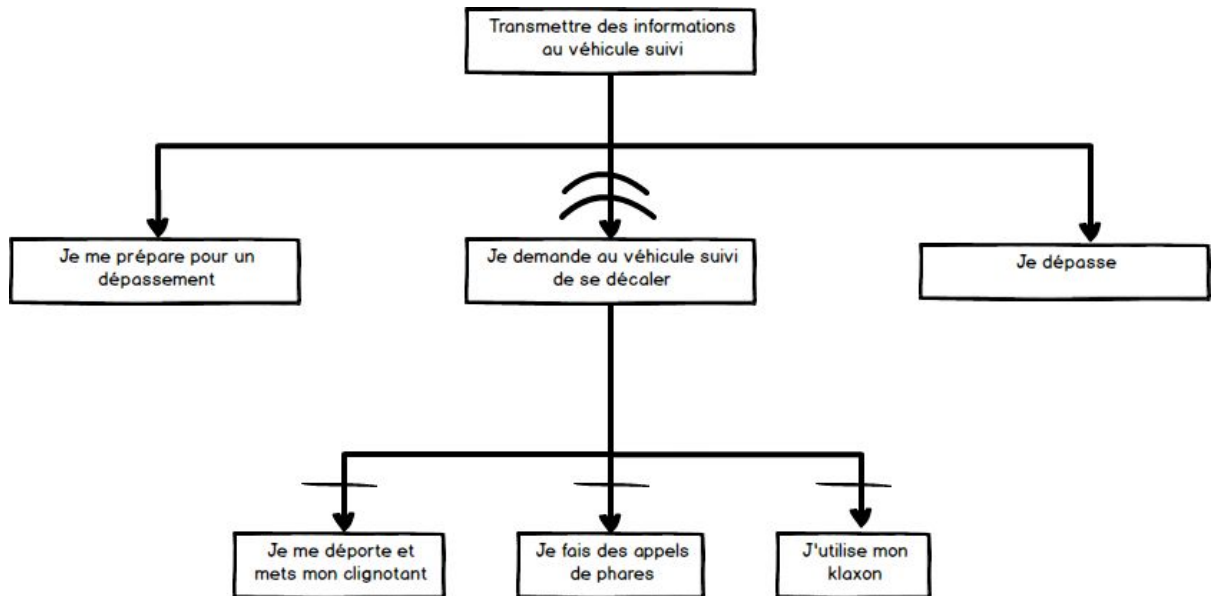 Transmettre des informations
au véhicule suivi
Je me prépare pour un
dépassement
Je demande au véhicule suivi
de se décaler
Je dépasse
Je me déporte et
mets mon clignotant
Je fais des appels
de phares
J'utilise mon
klaxon